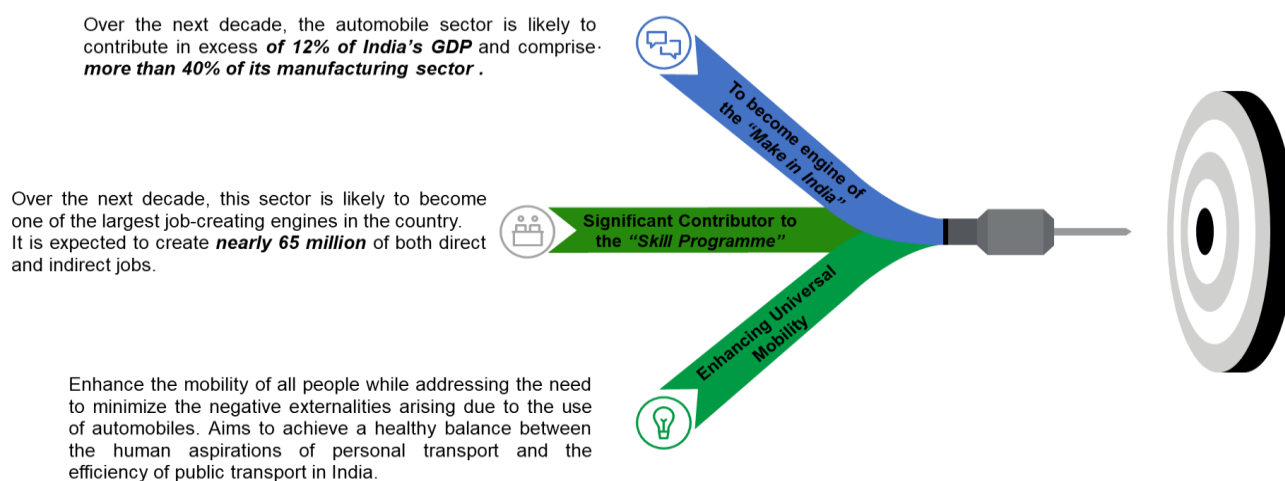 Over the next decade, the automobile sector is likely to
contribute in excess of 12% of India's GDP and comprise·
more than 40% of its manufacturing sector .
To become engine of
the “Make in India”
Over the next decade, this sector is likely to become
one of the largest job-creating engines in the country.
It is expected to create nearly 65 million of both direct
and indirect jobs.
Significant Contributor to
the “Skill Programme”
Enhancing Universal
Mobility
Enhance the mobility of all people while addressing the need
to minimize the negative externalities arising due to the use
of automobiles. Aims to achieve a healthy balance between
the human aspirations of personal transport and the
efficiency of public transport in India.